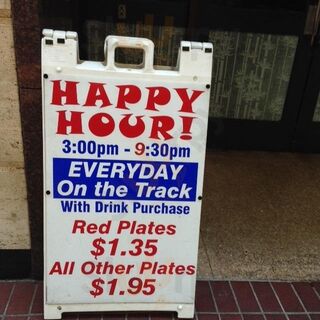 HAPPY
HOUR!
3:00pm - 9:30pm
EVERYDAY
On the Track
With Drink Purchase
Red Plates
$1.35
All Other Plates
$1.95